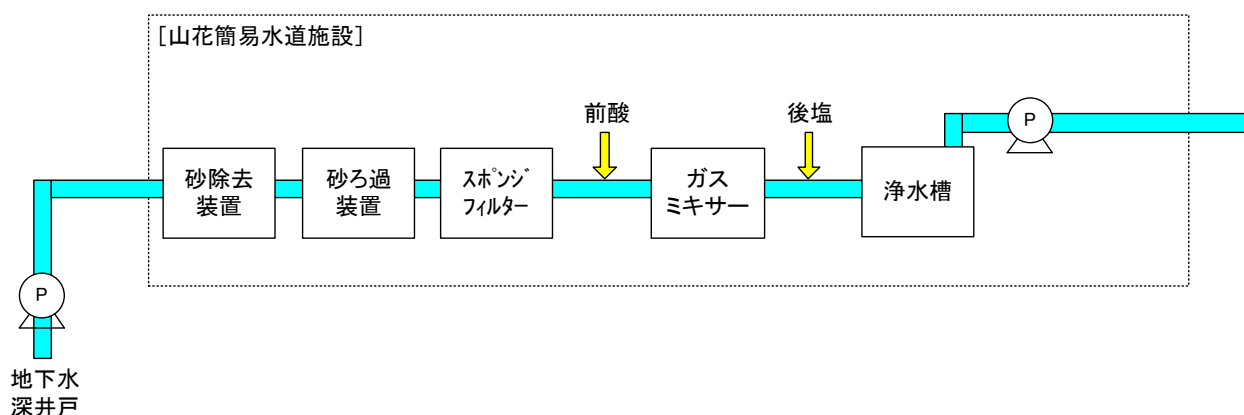 [山花簡易水道施設]
前酸
後塩
P
砂除去
装置
砂ろ過
装置
スポンジ
フィルター
ガス
ミキサー
浄水槽
P
地下水
深井戸